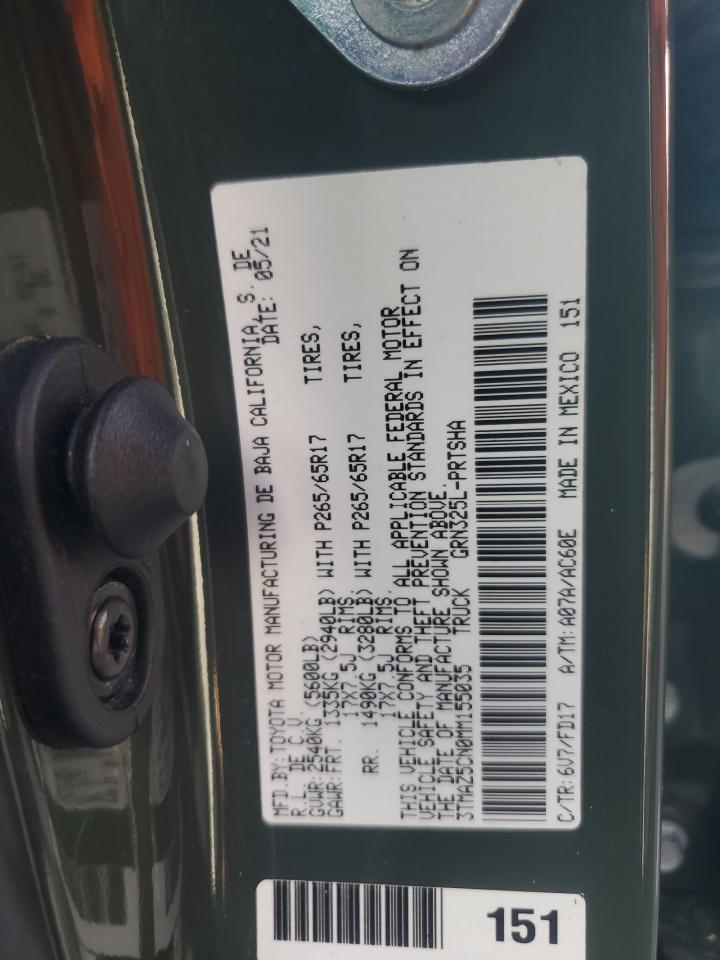 MFD.BY: TOYOTA MOTOR MANUFACTURING DE BAJA CALIFORNIA, S. DE
R.L. DE C.V. DATE: 05/21
GVWR: 2540KG (5600LB)
GAWR: FRT. 1335KG (2940LB) WITH P265/65R17 TIRES,
17X7.5J RIMS.
RR. 1490KG (3280LB) WITH P265/65R17 TIRES,
17X7.5J RIMS.
THIS VEHICLE CONFORMS TO ALL APPLICABLE FEDERAL MOTOR
VEHICLE SAFETY AND THEFT PREVENTION STANDARDS IN EFFECT ON
THE DATE OF MANUFACTURE SHOWN ABOVE.
3TMAZ5CN0MM155035 TRUCK GRN325L-PRTSHA
C/TR: 6V7/FD17 A/TM: A07A/AC60E MADE IN MEXICO 151
151